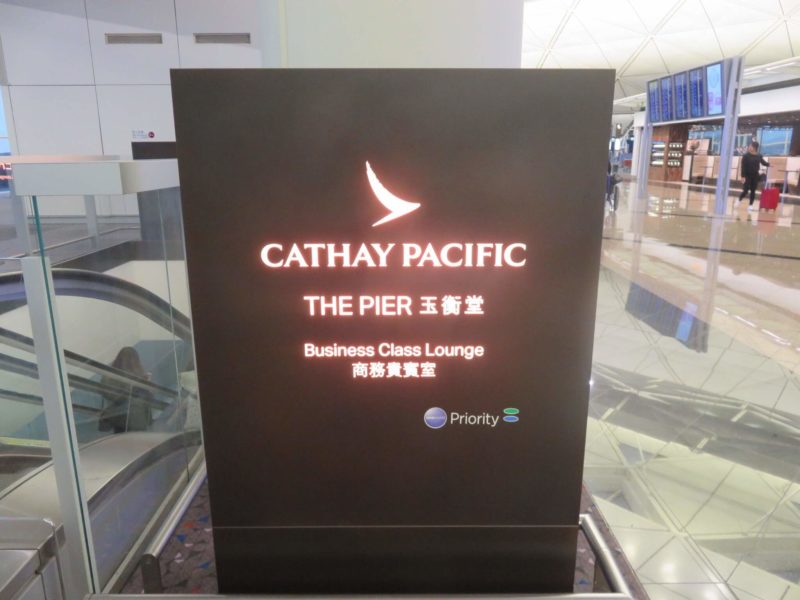 CATHAY PACIFIC
THE PIER 玉衡堂
Business Class Lounge
商務貴賓室
Priority